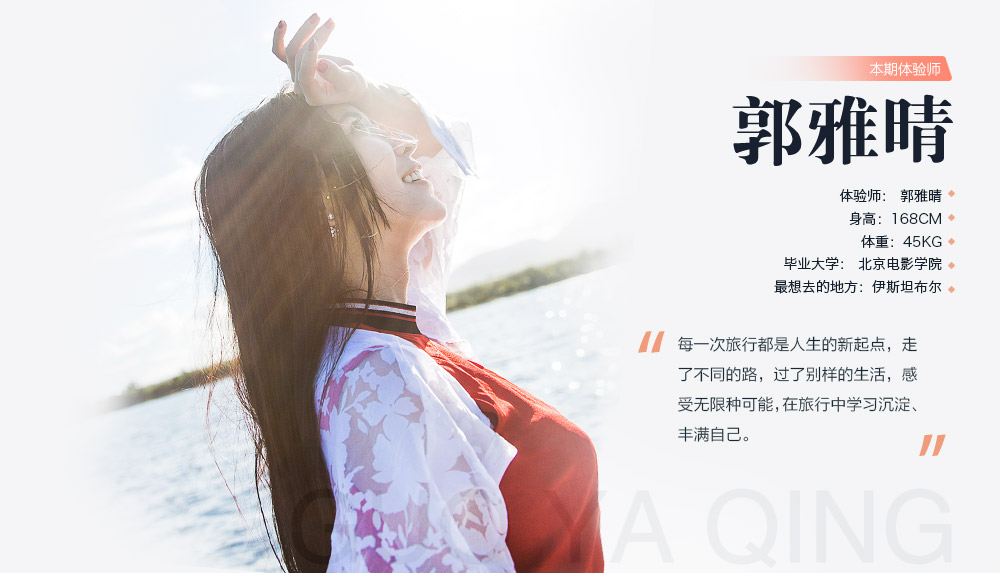 本期体验师
郭雅晴
体验师： 郭雅晴
身高：168CM
体重：45KG
毕业大学： 北京电影学院
最想去的地方：伊斯坦布尔
每一次旅行都是人生的新起点，走
了不同的路，过了别样的生活，感
受无限种可能，在旅行中学习沉淀、
丰满自己。
GUO YA QING